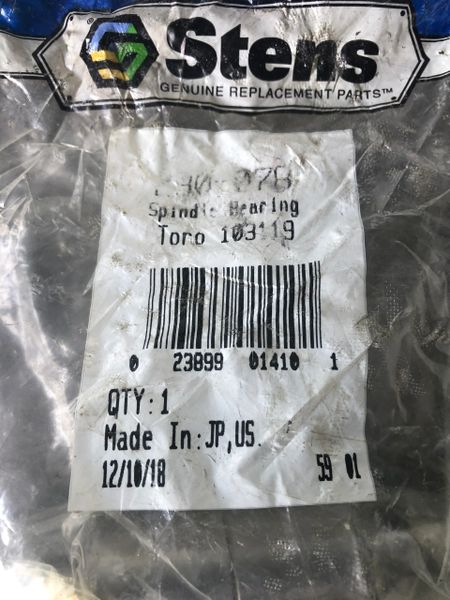 Stens
GENUINE REPLACEMENT PARTS™
Spindle Bearing
Toro 103119
0 23899 01410 1
QTY:1
Made In:JP,US.
12/10/18 59 01